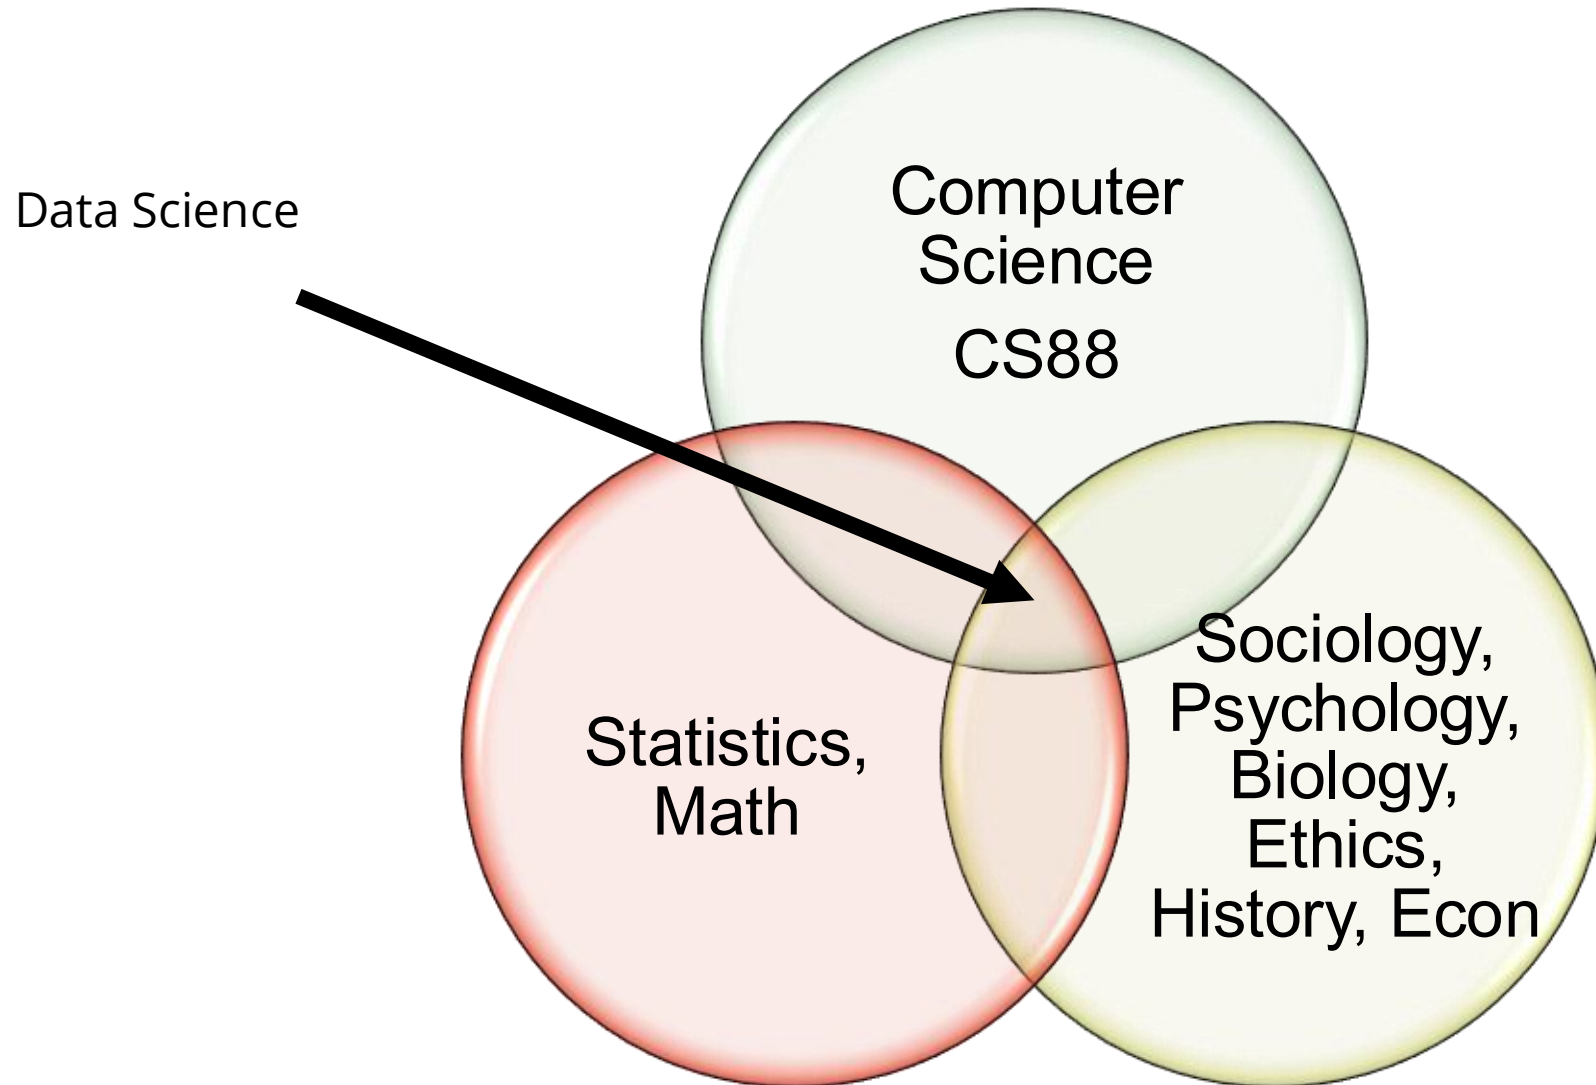 Data Science
Computer
Science
CS88
Statistics,
Math
Sociology,
Psychology,
Biology,
Ethics,
History, Econ